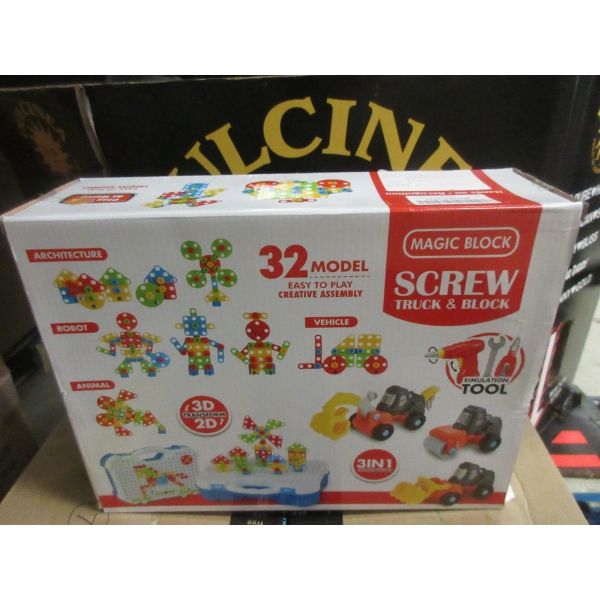 ULCINE
MAGIC BLOCK
SCREW
TRUCK & BLOCK
32 MODEL
EASY TO PLAY
CREATIVE ASSEMBLY
ARCHITECTURE
ROBOT
VEHICLE
ANIMAL
3D
TRANSFORM
2D
3IN1
SIMULATION
TOOL